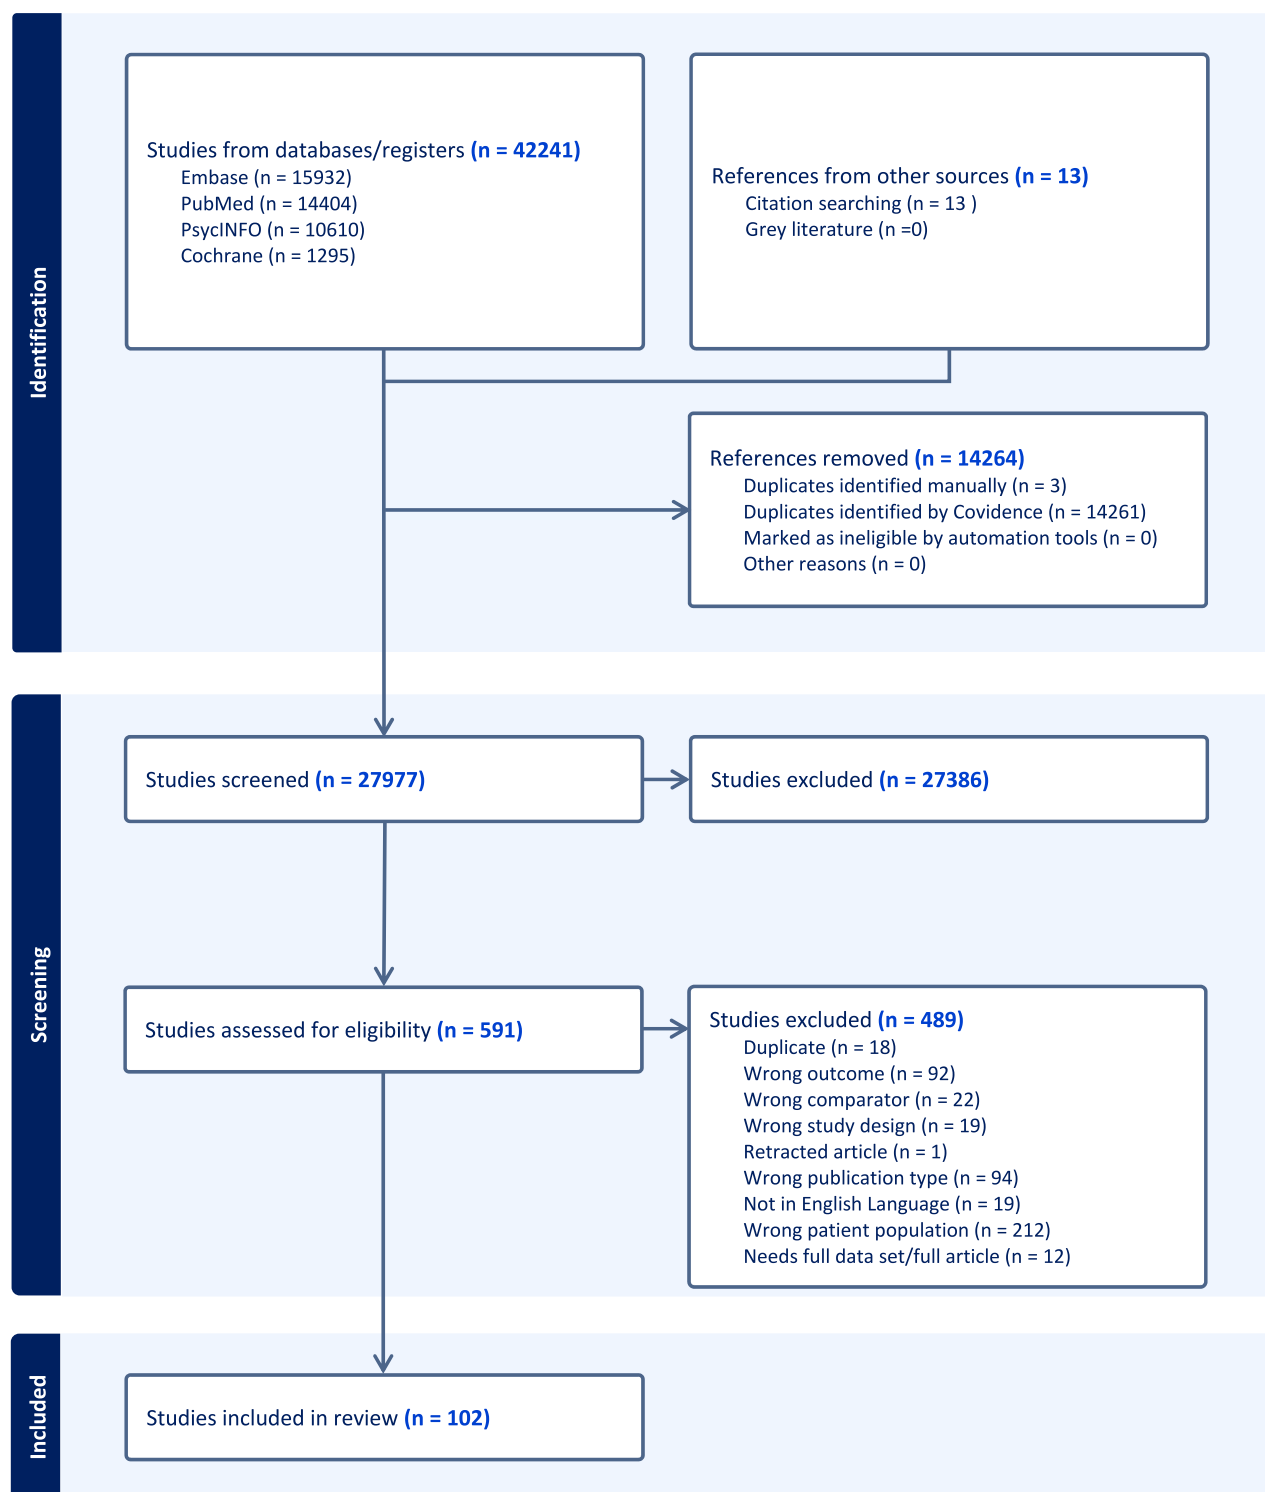 Identification
Studies from databases/registers (n = 42241)
Embase (n = 15932)
PubMed (n = 14404)
PsycINFO (n = 10610)
Cochrane (n = 1295)
References from other sources (n = 13)
Citation searching (n = 13 )
Grey literature (n =0)
References removed (n = 14264)
Duplicates identified manually (n = 3)
Duplicates identified by Covidence (n = 14261)
Marked as ineligible by automation tools (n = 0)
Other reasons (n = 0)
Screening
Studies screened (n = 27977)
Studies excluded (n = 27386)
Studies assessed for eligibility (n = 591)
Studies excluded (n = 489)
Duplicate (n = 18)
Wrong outcome (n = 92)
Wrong comparator (n = 22)
Wrong study design (n = 19)
Retracted article (n = 1)
Wrong publication type (n = 94)
Not in English Language (n = 19)
Wrong patient population (n = 212)
Needs full data set/full article (n = 12)
Included
Studies included in review (n = 102)